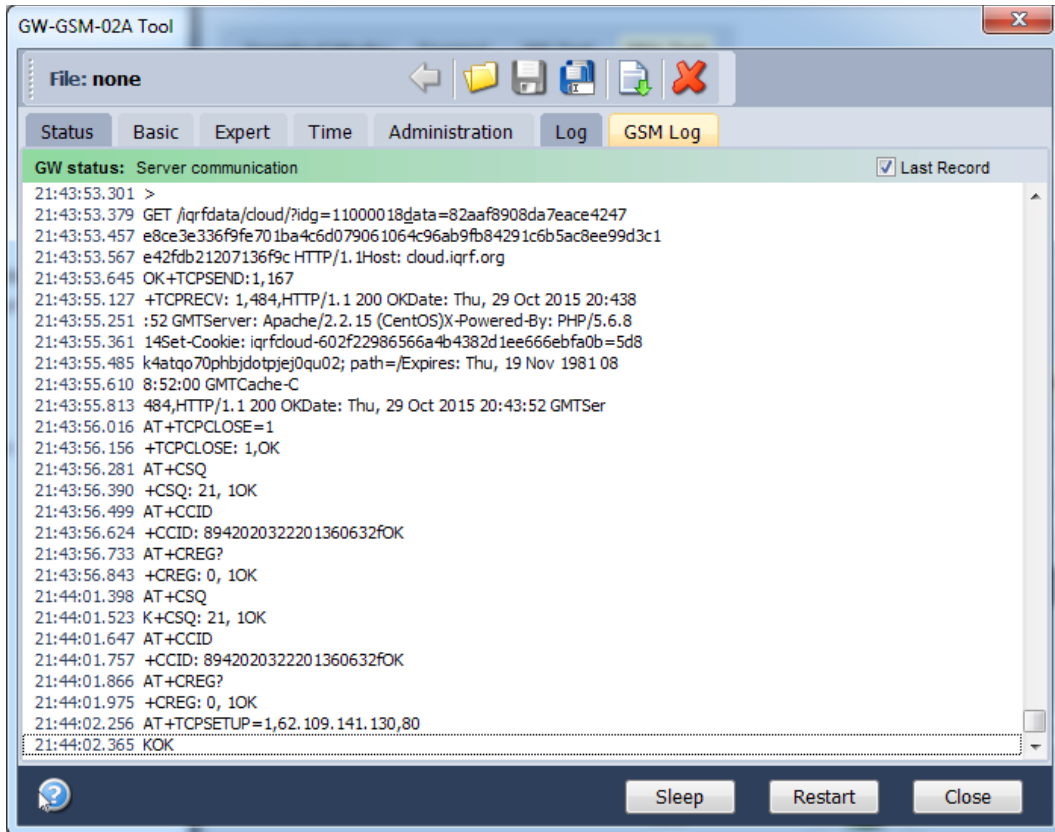 GW-GSM-02A Tool
File: none
Status Basic Expert Time Administration Log GSM Log
GW status: Server communication
Last Record
21:43:53.301 >
21:43:53.379 GET /iqrfdata/cloud/?idg=11000018data=82aaf8908da7eace4247
21:43:53.457 e8ce3e336f9fe701ba4c6d079061064c96ab9fb84291c6b5ac8ee99d3c1
21:43:53.567 e42fdb21207136f9c HTTP/1.1Host: cloud.iqrf.org
21:43:53.645 OK+TCPSEND:1,167
21:43:55.127 +TCPRECV: 1,484,HTTP/1.1 200 OKDate: Thu, 29 Oct 2015 20:438
21:43:55.251 :52 GMTServer: Apache/2.2.15 (CentOS)X-Powered-By: PHP/5.6.8
21:43:55.361 14Set-Cookie: iqrfcloud-602f22986566a4b4382d1ee666ebfa0b=5d8
21:43:55.485 k4atqo70phbjdotpjej0qu02; path=/Expires: Thu, 19 Nov 1981 08
21:43:55.610 8:52:00 GMTCache-C
21:43:55.813 484,HTTP/1.1 200 OKDate: Thu, 29 Oct 2015 20:43:52 GMTSer
21:43:56.016 AT+TCPCLOSE=1
21:43:56.156 +TCPCLOSE: 1,OK
21:43:56.281 AT+CSQ
21:43:56.390 +CSQ: 21, 1OK
21:43:56.499 AT+CCID
21:43:56.624 +CCID: 8942020322201360632fOK
21:43:56.733 AT+CREG?
21:43:56.843 +CREG: 0, 1OK
21:44:01.398 AT+CSQ
21:44:01.523 K+CSQ: 21, 1OK
21:44:01.647 AT+CCID
21:44:01.757 +CCID: 8942020322201360632fOK
21:44:01.866 AT+CREG?
21:44:01.975 +CREG: 0, 1OK
21:44:02.256 AT+TCPSETUP=1,62.109.141.130,80
21:44:02.365 KOK
Sleep Restart Close